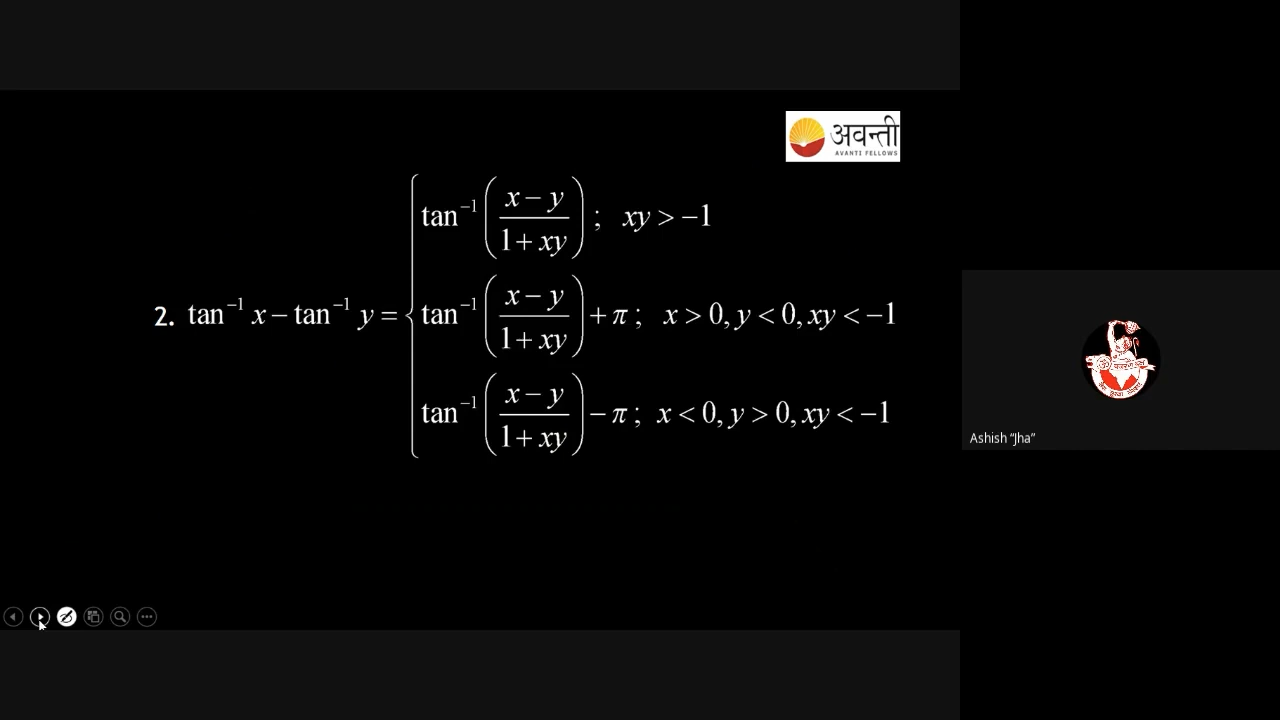 अवन्ती
AVANTI FELLOWS
2. tan⁻¹ x − tan⁻¹ y = { tan⁻¹ ( (x − y) / (1 + xy) ) ; xy > −1
tan⁻¹ ( (x − y) / (1 + xy) ) + π ; x > 0, y < 0, xy < −1
tan⁻¹ ( (x − y) / (1 + xy) ) − π ; x < 0, y > 0, xy < −1
Ashish "Jha"